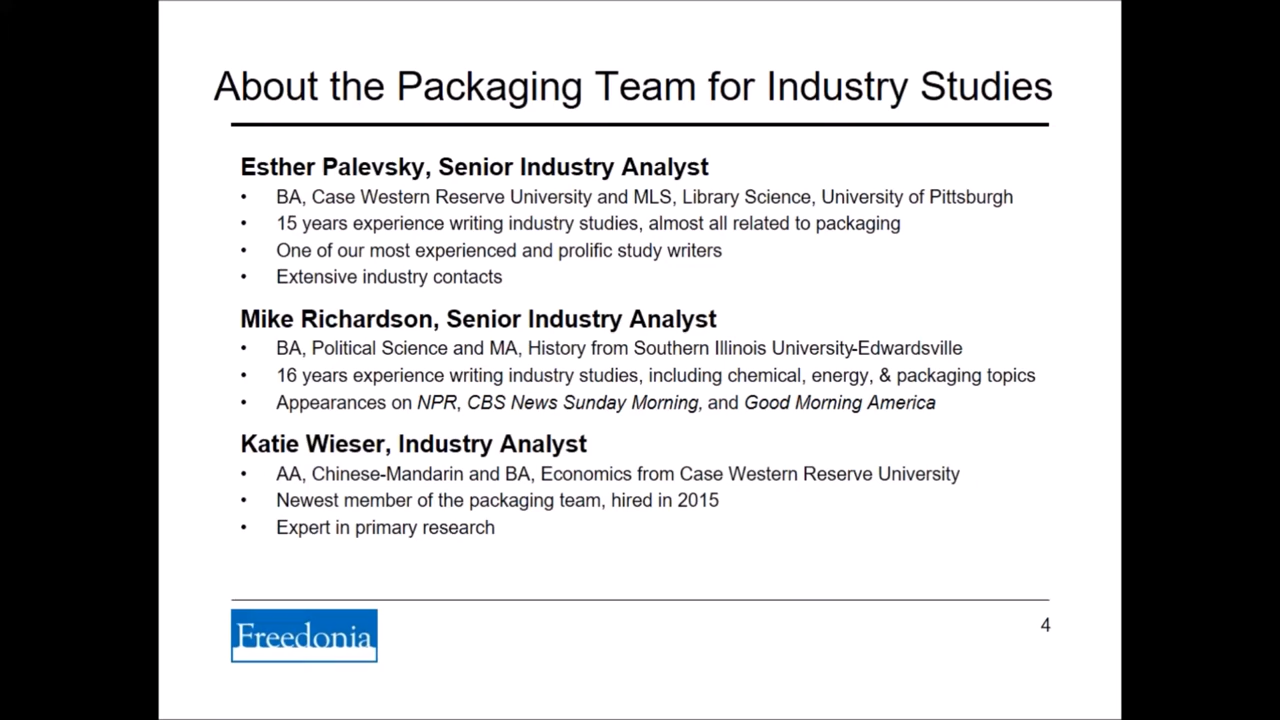 About the Packaging Team for Industry Studies
Esther Palevsky, Senior Industry Analyst
• BA, Case Western Reserve University and MLS, Library Science, University of Pittsburgh
• 15 years experience writing industry studies, almost all related to packaging
• One of our most experienced and prolific study writers
• Extensive industry contacts
Mike Richardson, Senior Industry Analyst
• BA, Political Science and MA, History from Southern Illinois University-Edwardsville
• 16 years experience writing industry studies, including chemical, energy, & packaging topics
• Appearances on NPR, CBS News Sunday Morning, and Good Morning America
Katie Wieser, Industry Analyst
• AA, Chinese-Mandarin and BA, Economics from Case Western Reserve University
• Newest member of the packaging team, hired in 2015
• Expert in primary research
Freedonia
4